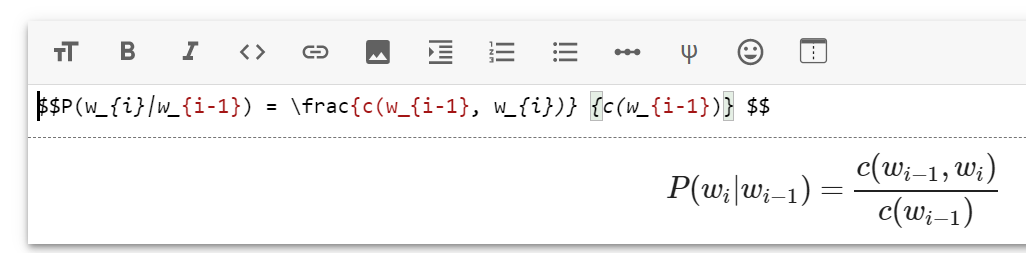 $$P(w_{i}|w_{i-1}) = \frac{c(w_{i-1}, w_{i})} {c(w_{i-1})} $$
P(wᵢ|wᵢ₋₁) = c(wᵢ₋₁, wᵢ) / c(wᵢ₋₁)